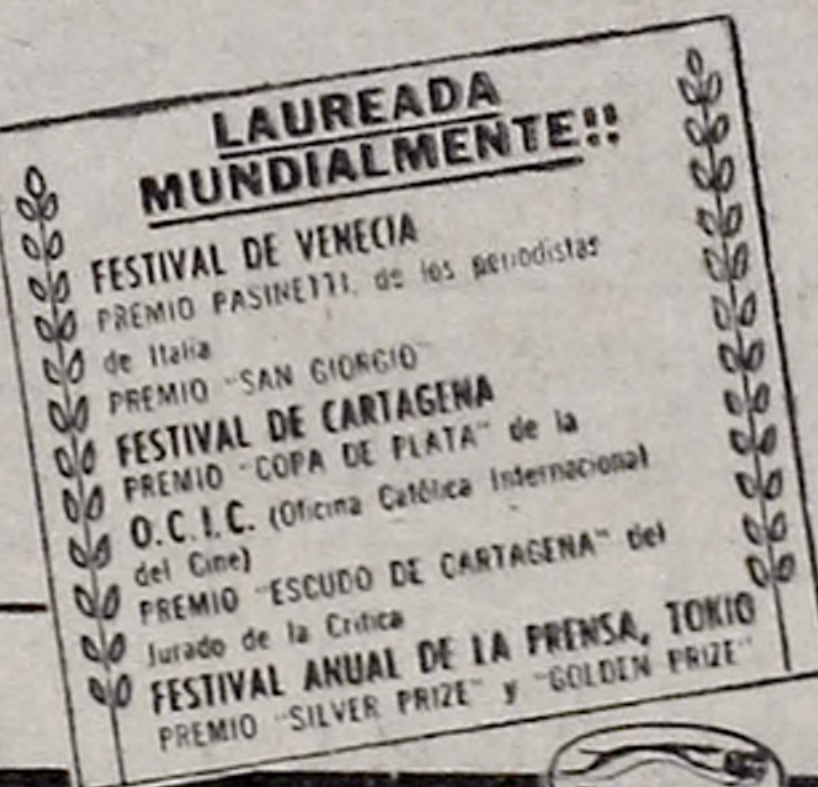 LAUREADA
MUNDIALMENTE!!
FESTIVAL DE VENECIA
PREMIO PASINETTI, de los periodistas
de Italia
PREMIO "SAN GIORGIO"
FESTIVAL DE CARTAGENA
PREMIO "COPA DE PLATA" de la
O.C.I.C. (Oficina Católica Internacional
del Cine)
PREMIO "ESCUDO DE CARTAGENA" del
Jurado de la Crítica
FESTIVAL ANUAL DE LA PRENSA, TOKIO
PREMIO "SILVER PRIZE" y "GOLDEN PRIZE"